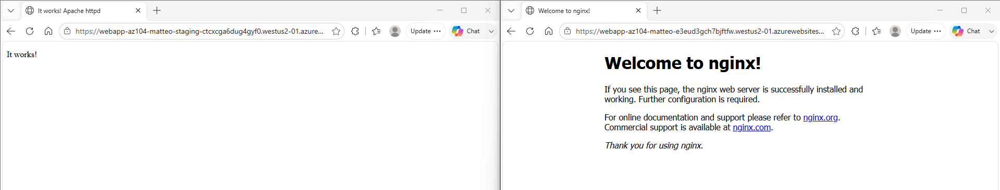 It works! Apache httpd
https://webapp-az104-matteo-staging-ctcxcga6dug4gyf0.westus2-01.azure...
Update
Chat
It works!
Welcome to nginx!
https://webapp-az104-matteo-e3eud3gch7bjftfw.westus2-01.azurewebsites...
Update
Chat
Welcome to nginx!
If you see this page, the nginx web server is successfully installed and
working. Further configuration is required.
For online documentation and support please refer to nginx.org.
Commercial support is available at nginx.com.
Thank you for using nginx.